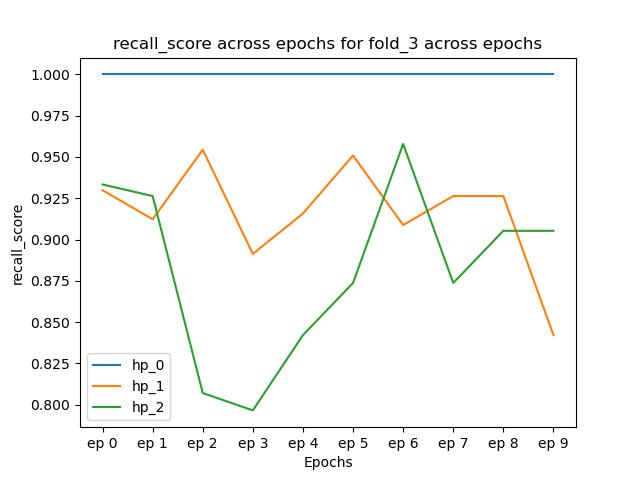 recall_score across epochs for fold_3 across epochs
recall_score
1.000
0.975
0.950
0.925
0.900
0.875
0.850
0.825
0.800
hp_0
hp_1
hp_2
ep 0 ep 1 ep 2 ep 3 ep 4 ep 5 ep 6 ep 7 ep 8 ep 9
Epochs